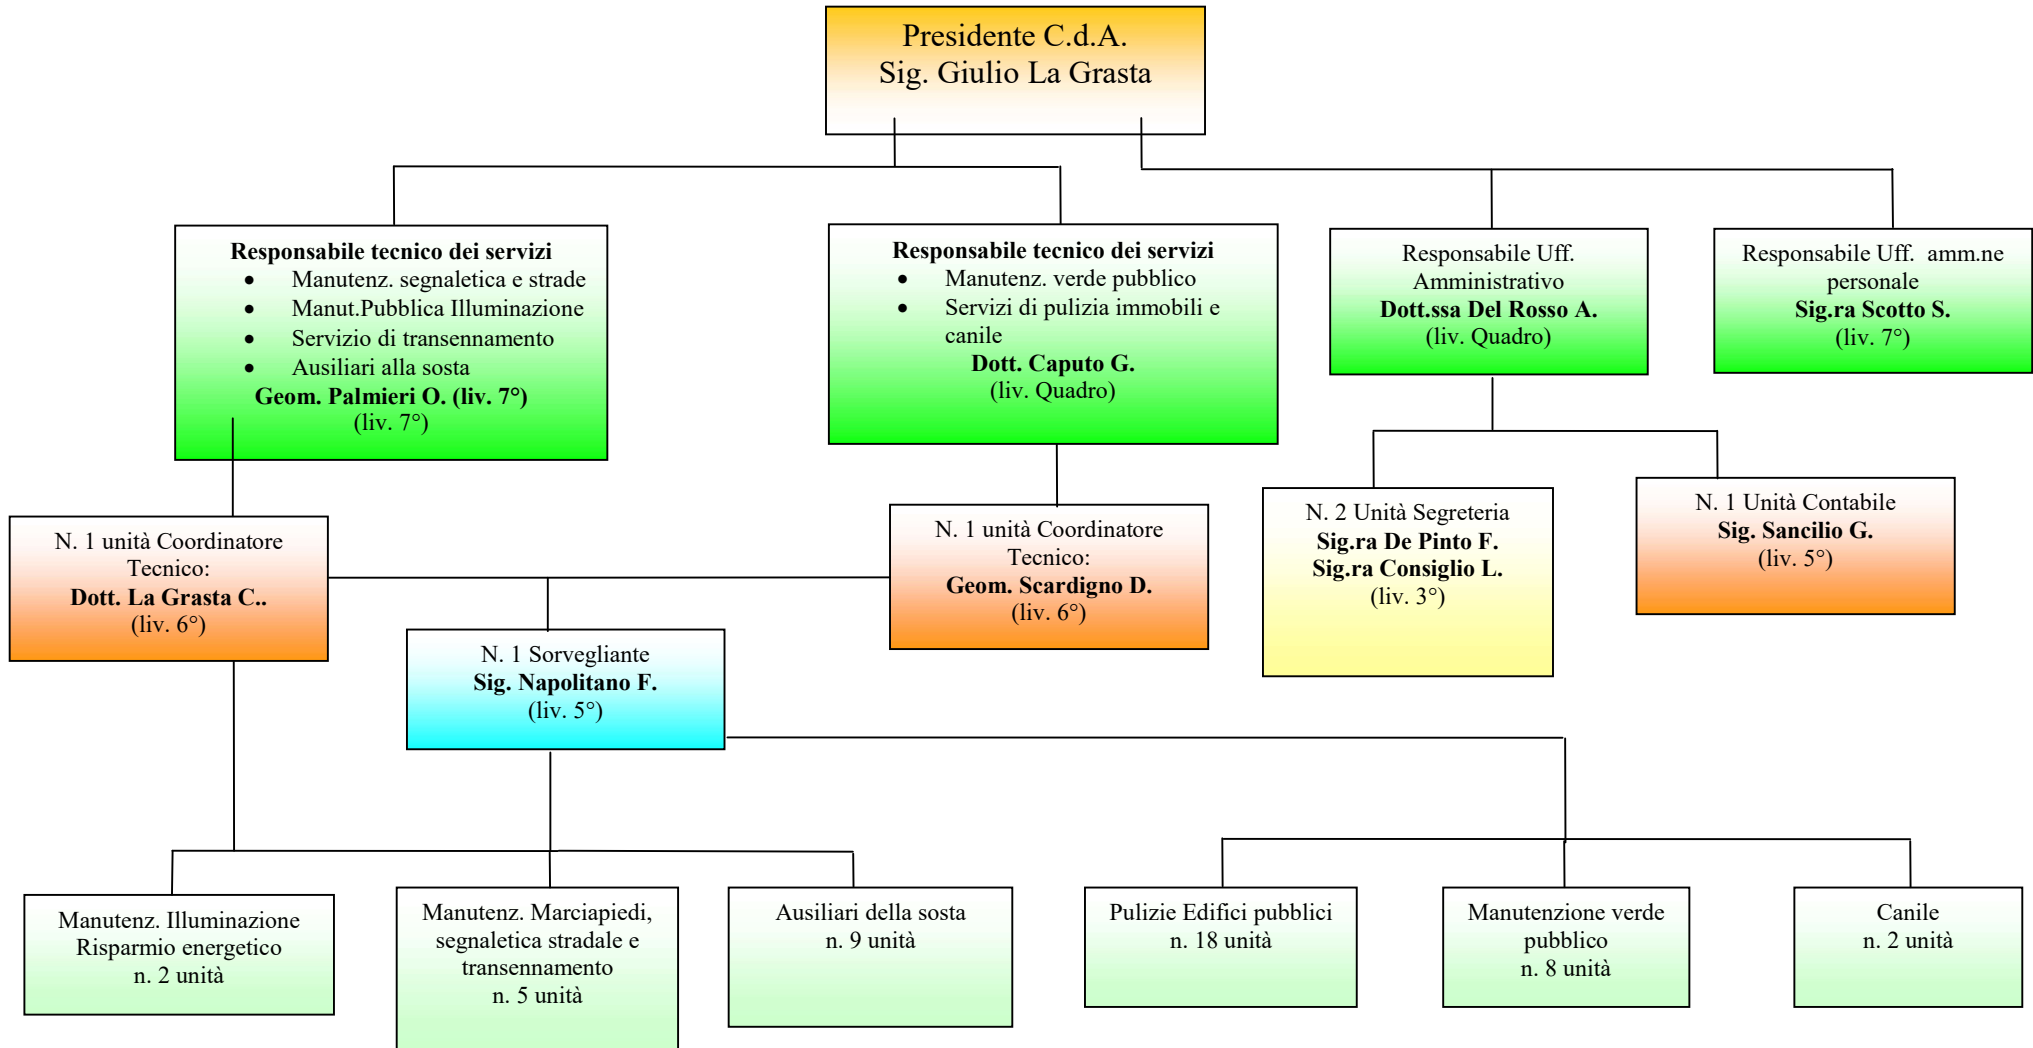 Presidente C.d.A.
Sig. Giulio La Grasta
Responsabile tecnico dei servizi
• Manutenz. segnaletica e strade
• Manut.Pubblica Illuminazione
• Servizio di transennamento
• Ausiliari alla sosta
Geom. Palmieri O. (liv. 7°)
(liv. 7°)
Responsabile tecnico dei servizi
• Manutenz. verde pubblico
• Servizi di pulizia immobili e
canile
Dott. Caputo G.
(liv. Quadro)
Responsabile Uff.
Amministrativo
Dott.ssa Del Rosso A.
(liv. Quadro)
Responsabile Uff. amm.ne
personale
Sig.ra Scotto S.
(liv. 7°)
N. 1 unità Coordinatore
Tecnico:
Dott. La Grasta C..
(liv. 6°)
N. 1 unità Coordinatore
Tecnico:
Geom. Scardigno D.
(liv. 6°)
N. 2 Unità Segreteria
Sig.ra De Pinto F.
Sig.ra Consiglio L.
(liv. 3°)
N. 1 Unità Contabile
Sig. Sancilio G.
(liv. 5°)
N. 1 Sorvegliante
Sig. Napolitano F.
(liv. 5°)
Manutenz. Illuminazione
Risparmio energetico
n. 2 unità
Manutenz. Marciapiedi,
segnaletica stradale e
transennamento
n. 5 unità
Ausiliari della sosta
n. 9 unità
Pulizie Edifici pubblici
n. 18 unità
Manutenzione verde
pubblico
n. 8 unità
Canile
n. 2 unità